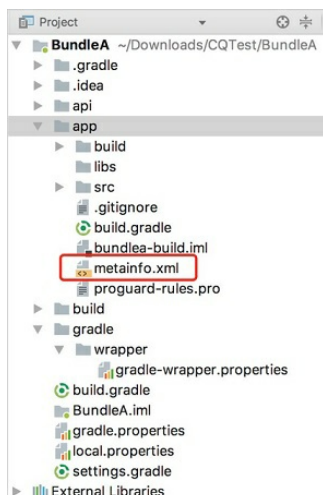 Project
BundleA ~/Downloads/CQTest/BundleA
.gradle
.idea
api
app
build
libs
src
.gitignore
build.gradle
bundlea-build.iml
metainfo.xml
proguard-rules.pro
build
gradle
wrapper
gradle-wrapper.properties
build.gradle
BundleA.iml
gradle.properties
local.properties
settings.gradle
External Libraries